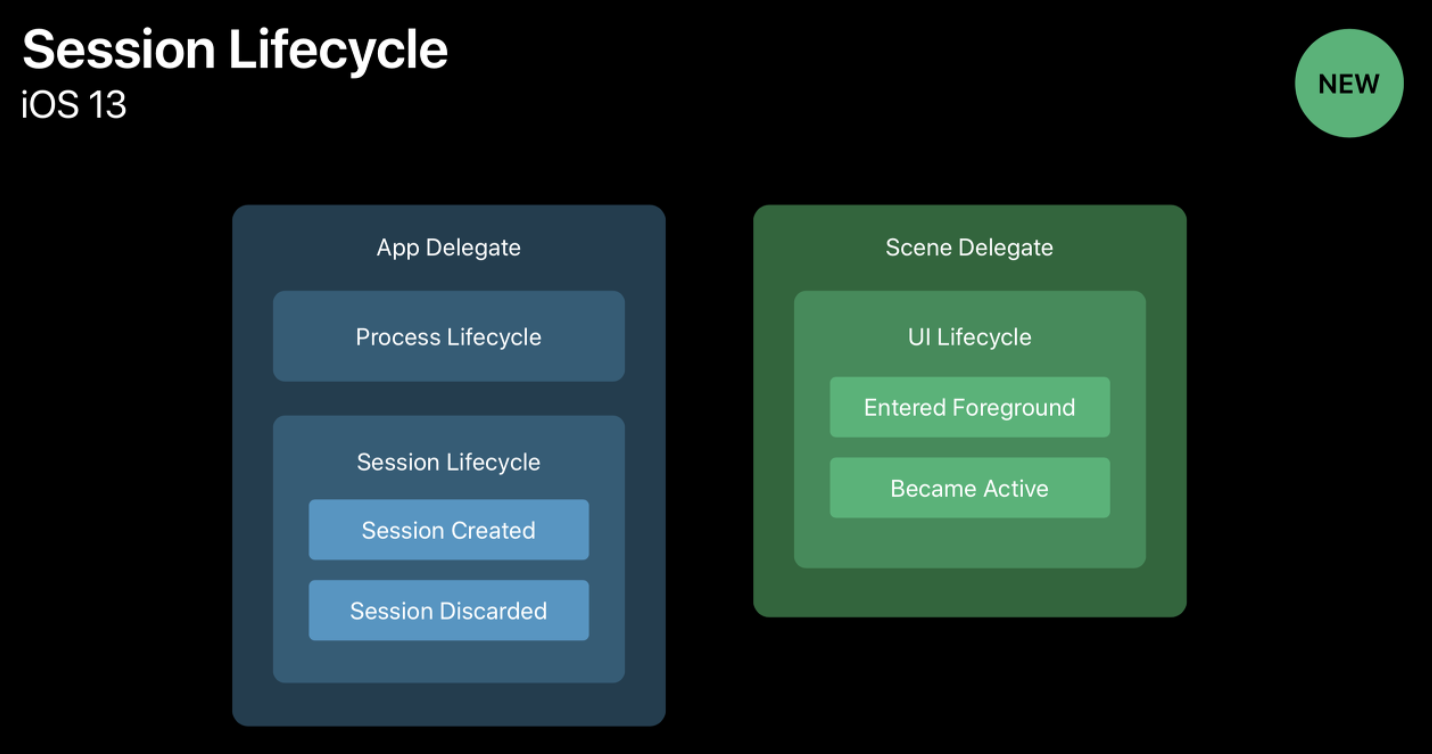 Session Lifecycle
iOS 13
NEW
App Delegate
Process Lifecycle
Session Lifecycle
Session Created
Session Discarded
Scene Delegate
UI Lifecycle
Entered Foreground
Became Active